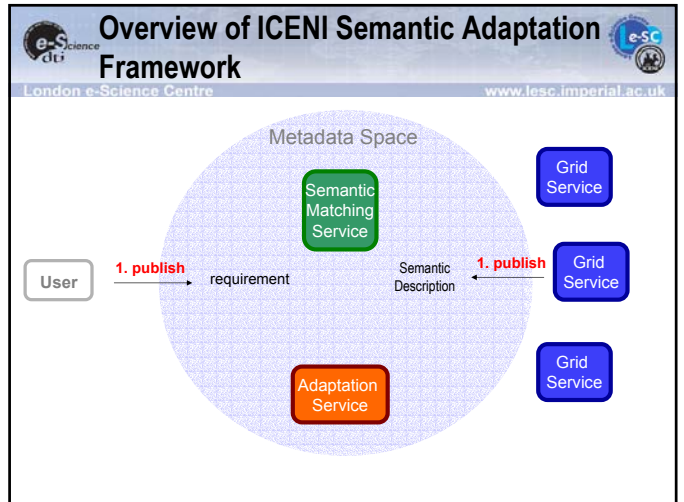 Overview of ICENI Semantic Adaptation
Framework
e-Science
dti
e-SC
London e-Science Centre
www.lesc.imperial.ac.uk
Metadata Space
Semantic
Matching
Service
Grid
Service
User
1. publish
requirement
Semantic
Description
1. publish
Grid
Service
Adaptation
Service
Grid
Service